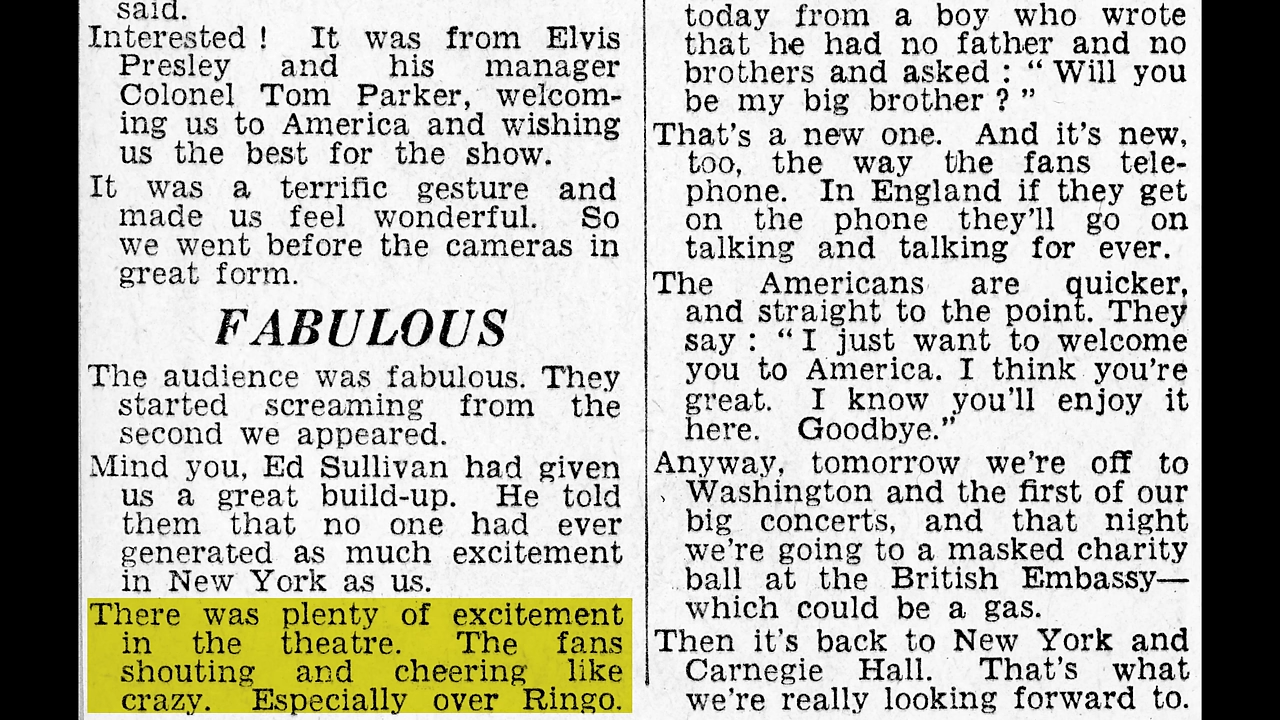 said.
Interested ! It was from Elvis
Presley and his manager
Colonel Tom Parker, welcom-
ing us to America and wishing
us the best for the show.
It was a terrific gesture and
made us feel wonderful. So
we went before the cameras in
great form.
FABULOUS
The audience was fabulous. They
started screaming from the
second we appeared.
Mind you, Ed Sullivan had given
us a great build-up. He told
them that no one had ever
generated as much excitement
in New York as us.
There was plenty of excitement
in the theatre. The fans
shouting and cheering like
crazy. Especially over Ringo.
today from a boy who wrote
that he had no father and no
brothers and asked : “ Will you
be my big brother ? ”
That’s a new one. And it’s new,
too, the way the fans tele-
phone. In England if they get
on the phone they’ll go on
talking and talking for ever.
The Americans are quicker,
and straight to the point. They
say : “ I just want to welcome
you to America. I think you’re
great. I know you’ll enjoy it
here. Goodbye.”
Anyway, tomorrow we’re off to
Washington and the first of our
big concerts, and that night
we’re going to a masked charity
ball at the British Embassy—
which could be a gas.
Then it’s back to New York and
Carnegie Hall. That’s what
we’re really looking forward to.